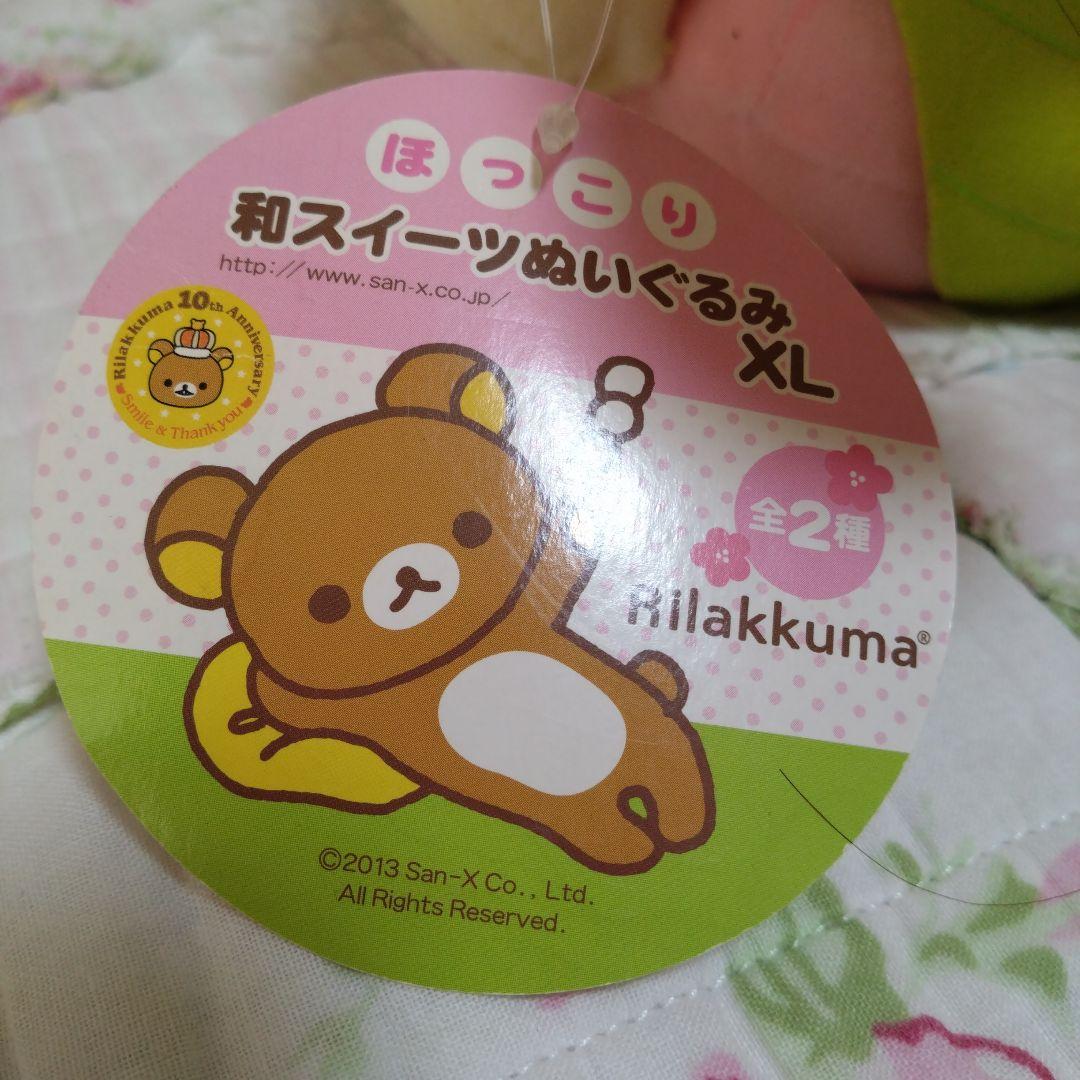 ほっこり
和スイーツぬいぐるみ
XL
http://www.san-x.co.jp/
Rilakkuma 10th Anniversary
Smile & Thank you
全2種
Rilakkuma®
©2013 San-X Co., Ltd.
All Rights Reserved.